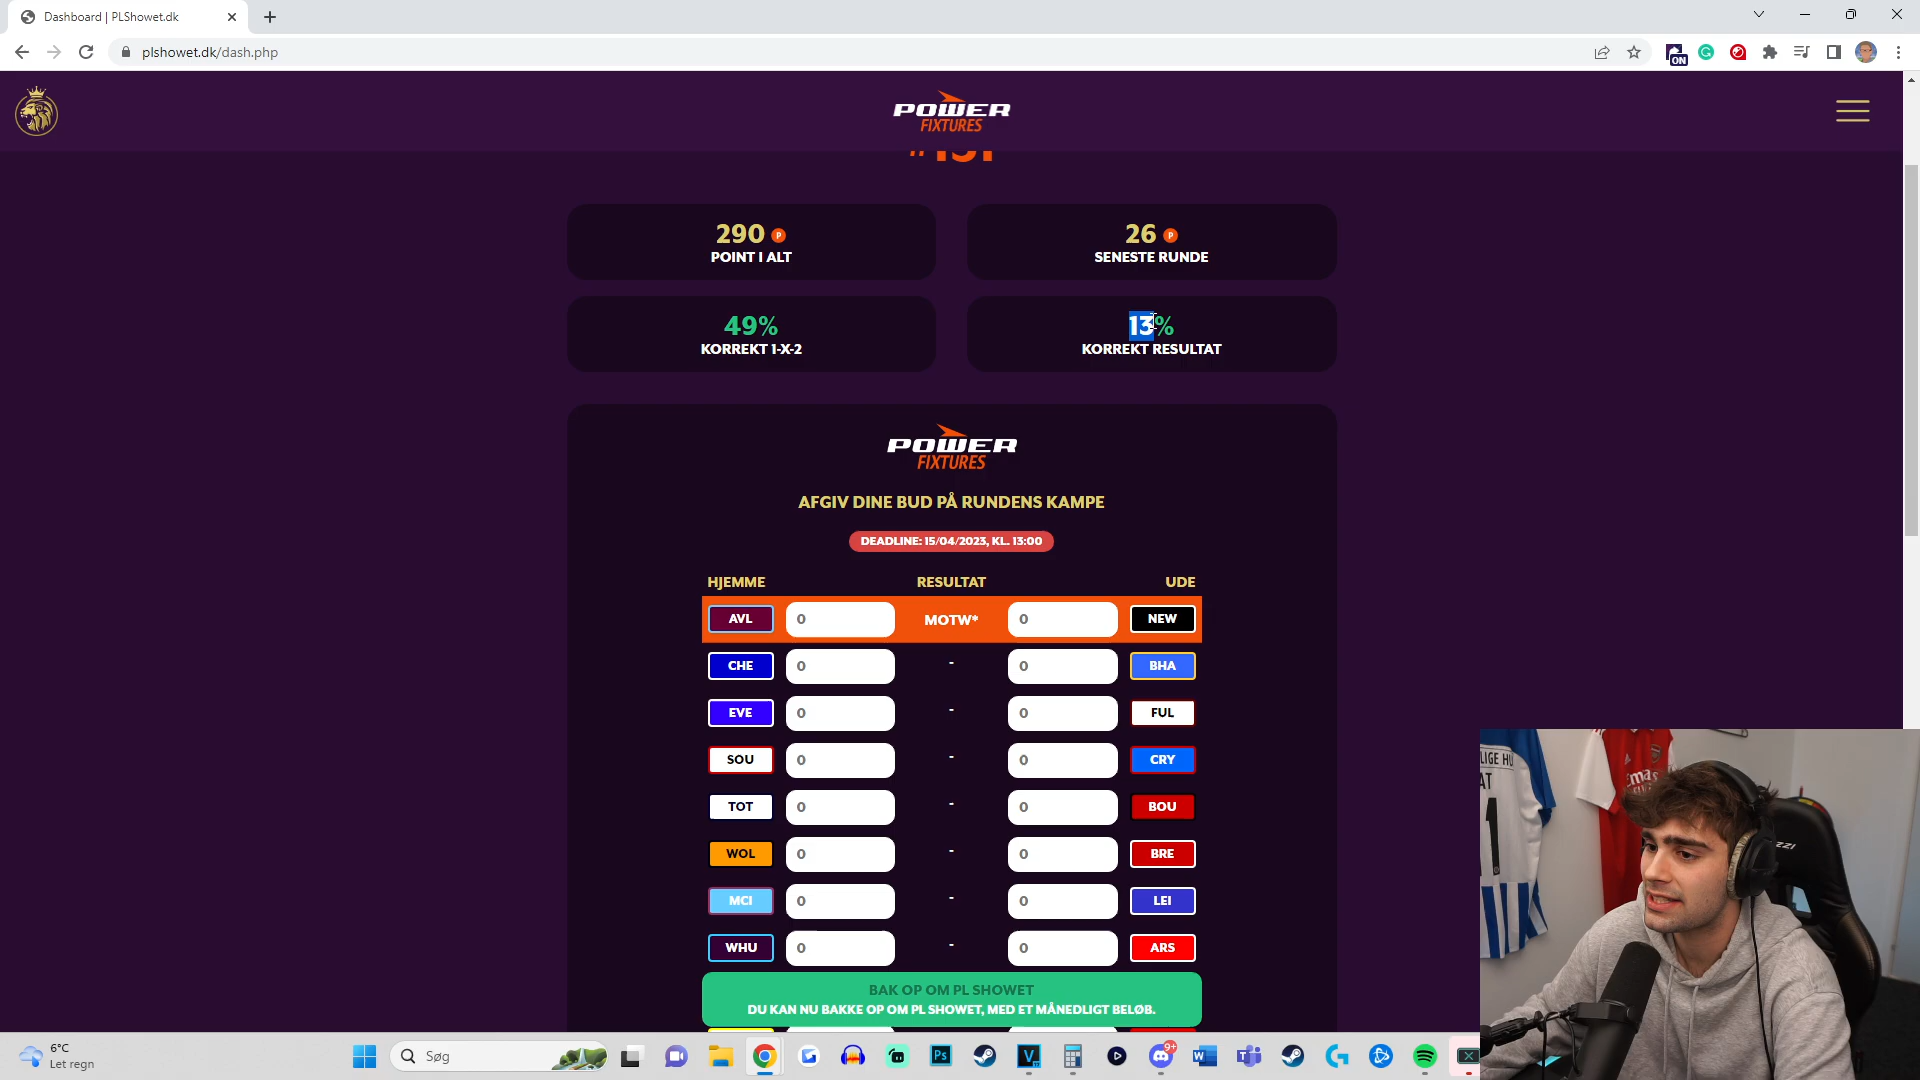 Dashboard | PLShowet.dk
plshowet.dk/dash.php
ON
POWER
FIXTURES
290 P
POINT I ALT
26 P
SENESTE RUNDE
49%
KORREKT 1-X-2
13%
KORREKT RESULTAT
POWER
FIXTURES
AFGIV DINE BUD PÅ RUNDENS KAMPE
DEADLINE: 15/04/2023, KL. 13:00
HJEMME RESULTAT UDE
AVL 0 MOTW* 0 NEW
CHE 0 - 0 BHA
EVE 0 - 0 FUL
SOU 0 - 0 CRY
TOT 0 - 0 BOU
WOL 0 - 0 BRE
MCI 0 - 0 LEI
WHU 0 - 0 ARS
BAK OP OM PL SHOWET
DU KAN NU BAKKE OP OM PL SHOWET, MED ET MÅNEDLIGT BELØB.
6°C
Let regn
Søg
Ps
V
9+
W
T